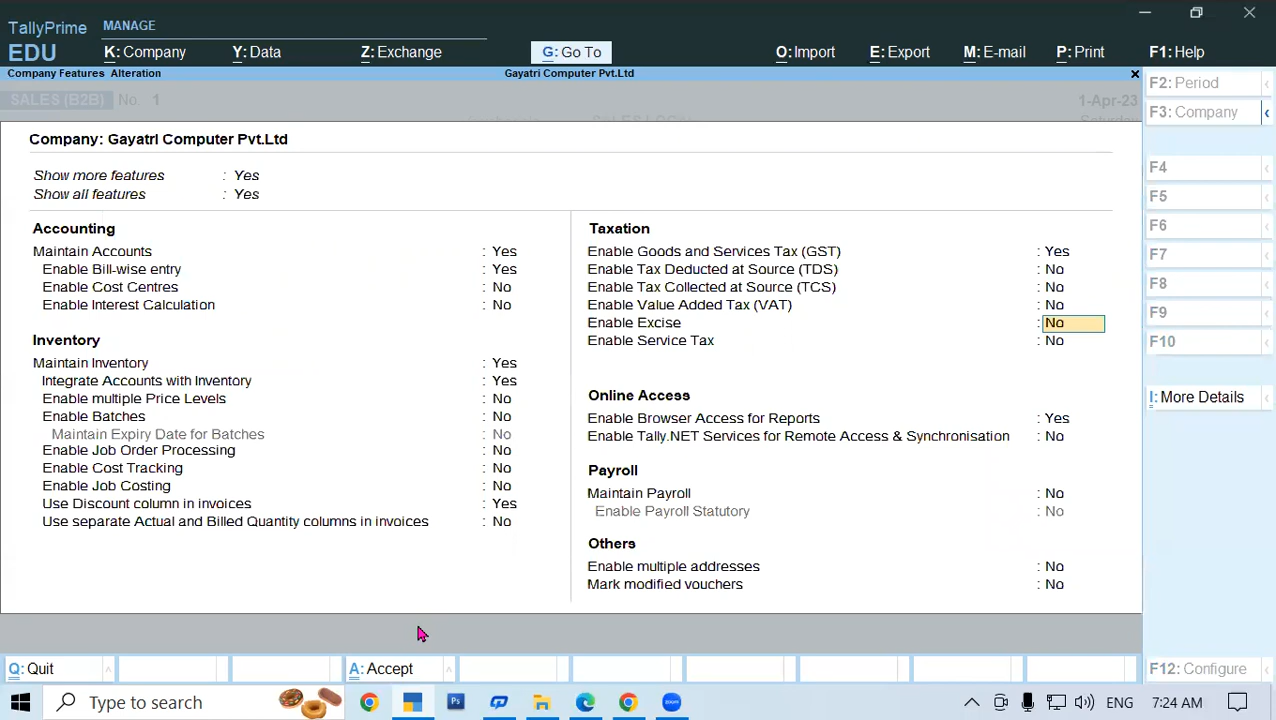 TallyPrime
MANAGE
EDU
K: Company
Y: Data
Z: Exchange
G: Go To
O: Import
E: Export
M: E-mail
P: Print
F1: Help
Company Features Alteration
Gayatri Computer Pvt.Ltd
SALES (B2B) No. 1
1-Apr-23
Company: Gayatri Computer Pvt.Ltd
Show more features : Yes
Show all features : Yes
Accounting
Maintain Accounts : Yes
Enable Bill-wise entry : Yes
Enable Cost Centres : No
Enable Interest Calculation : No
Inventory
Maintain Inventory : Yes
Integrate Accounts with Inventory : Yes
Enable multiple Price Levels : No
Enable Batches : No
Maintain Expiry Date for Batches : No
Enable Job Order Processing : No
Enable Cost Tracking : No
Enable Job Costing : No
Use Discount column in invoices : Yes
Use separate Actual and Billed Quantity columns in invoices : No
Taxation
Enable Goods and Services Tax (GST) : Yes
Enable Tax Deducted at Source (TDS) : No
Enable Tax Collected at Source (TCS) : No
Enable Value Added Tax (VAT) : No
Enable Excise : No
Enable Service Tax : No
Online Access
Enable Browser Access for Reports : Yes
Enable Tally.NET Services for Remote Access & Synchronisation : No
Payroll
Maintain Payroll : No
Enable Payroll Statutory : No
Others
Enable multiple addresses : No
Mark modified vouchers : No
F2: Period
F3: Company
F4
F5
F6
F7
F8
F9
F10
I: More Details
F12: Configure
Q: Quit
A: Accept
Type to search
ENG
7:24 AM